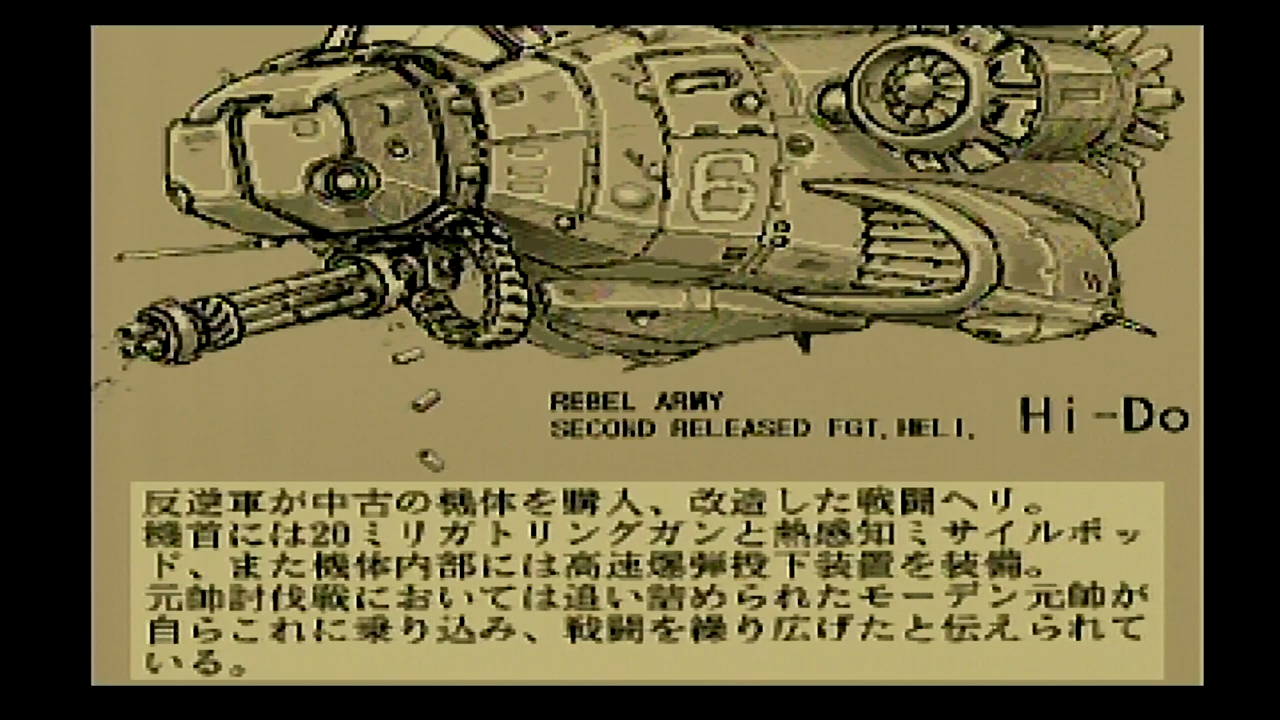 6
REBEL ARMY
SECOND RELEASED FGT.HELI.
Hi-Do
反逆軍が中古の機体を購入、改造した戦闘ヘリ。
機首には20ミリガトリングガンと熱感知ミサイルポッ
ド、また機体内部には高速爆弾投下装置を装備。
元帥討伐戦においては追い詰められたモーデン元帥が
自らこれに乗り込み、戦闘を繰り広げたと伝えられて
いる。